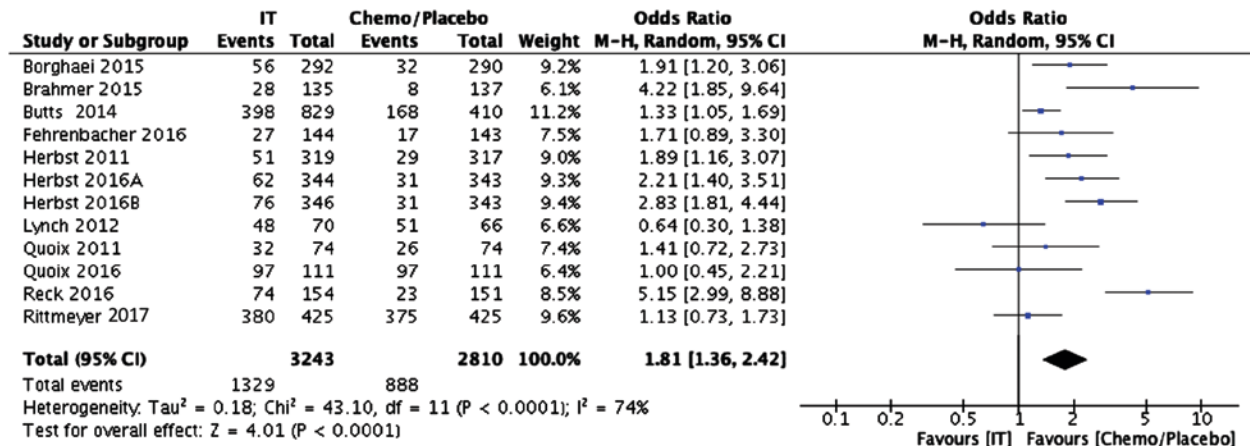 IT Chemo/Placebo Odds Ratio Odds Ratio
Study or Subgroup Events Total Events Total Weight M-H, Random, 95% CI M-H, Random, 95% CI
Borghaei 2015 56 292 32 290 9.2% 1.91 [1.20, 3.06]
Brahmer 2015 28 135 8 137 6.1% 4.22 [1.85, 9.64]
Butts 2014 398 829 168 410 11.2% 1.33 [1.05, 1.69]
Fehrenbacher 2016 27 144 17 143 7.5% 1.71 [0.89, 3.30]
Herbst 2011 51 319 29 317 9.0% 1.89 [1.16, 3.07]
Herbst 2016A 62 344 31 343 9.3% 2.21 [1.40, 3.51]
Herbst 2016B 76 346 31 343 9.4% 2.83 [1.81, 4.44]
Lynch 2012 48 70 51 66 6.6% 0.64 [0.30, 1.38]
Quoix 2011 32 74 26 74 7.4% 1.41 [0.72, 2.73]
Quoix 2016 97 111 97 111 6.4% 1.00 [0.45, 2.21]
Reck 2016 74 154 23 151 8.5% 5.15 [2.99, 8.88]
Rittmeyer 2017 380 425 375 425 9.6% 1.13 [0.73, 1.73]
Total (95% CI) 3243 2810 100.0% 1.81 [1.36, 2.42]
Total events 1329 888
Heterogeneity: Tau² = 0.18; Chi² = 43.10, df = 11 (P < 0.0001); I² = 74%
Test for overall effect: Z = 4.01 (P < 0.0001)
0.1 0.2 0.5 1 2 5 10
Favours [IT] Favours [Chemo/Placebo]